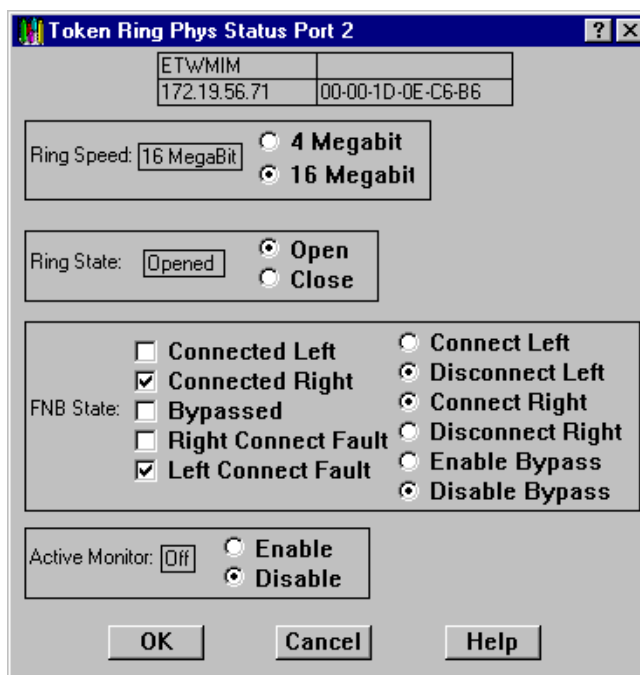 Token Ring Phys Status Port 2
ETWMIM
172.19.56.71 00-00-1D-0E-C6-B6
Ring Speed: 16 MegaBit
4 Megabit
16 Megabit
Ring State: Opened
Open
Close
FNB State:
Connected Left
Connected Right
Bypassed
Right Connect Fault
Left Connect Fault
Connect Left
Disconnect Left
Connect Right
Disconnect Right
Enable Bypass
Disable Bypass
Active Monitor: Off
Enable
Disable
OK Cancel Help